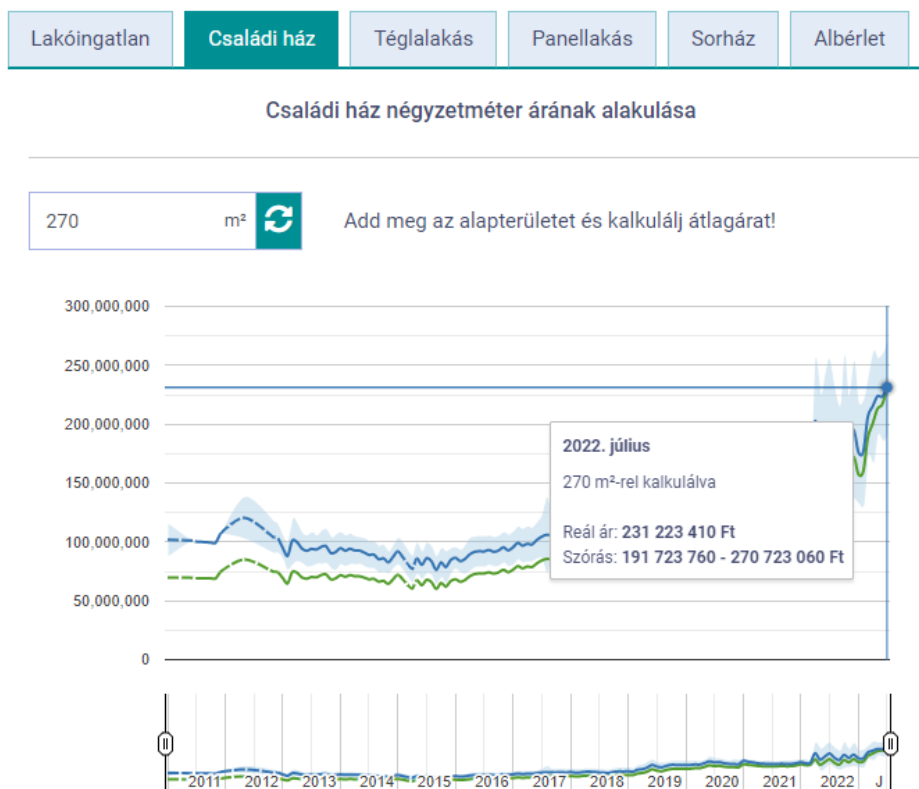 Lakóingatlan Családi ház Téglalakás Panellakás Sorház Albérlet
Családi ház négyzetméter árának alakulása
270 m² Add meg az alapterületet és kalkulálj átlagárat!
300,000,000
250,000,000
200,000,000
150,000,000
100,000,000
50,000,000
0
2022. július
270 m²-rel kalkulálva
Reál ár: 231 223 410 Ft
Szórás: 191 723 760 - 270 723 060 Ft
2011 2012 2013 2014 2015 2016 2017 2018 2019 2020 2021 2022 J